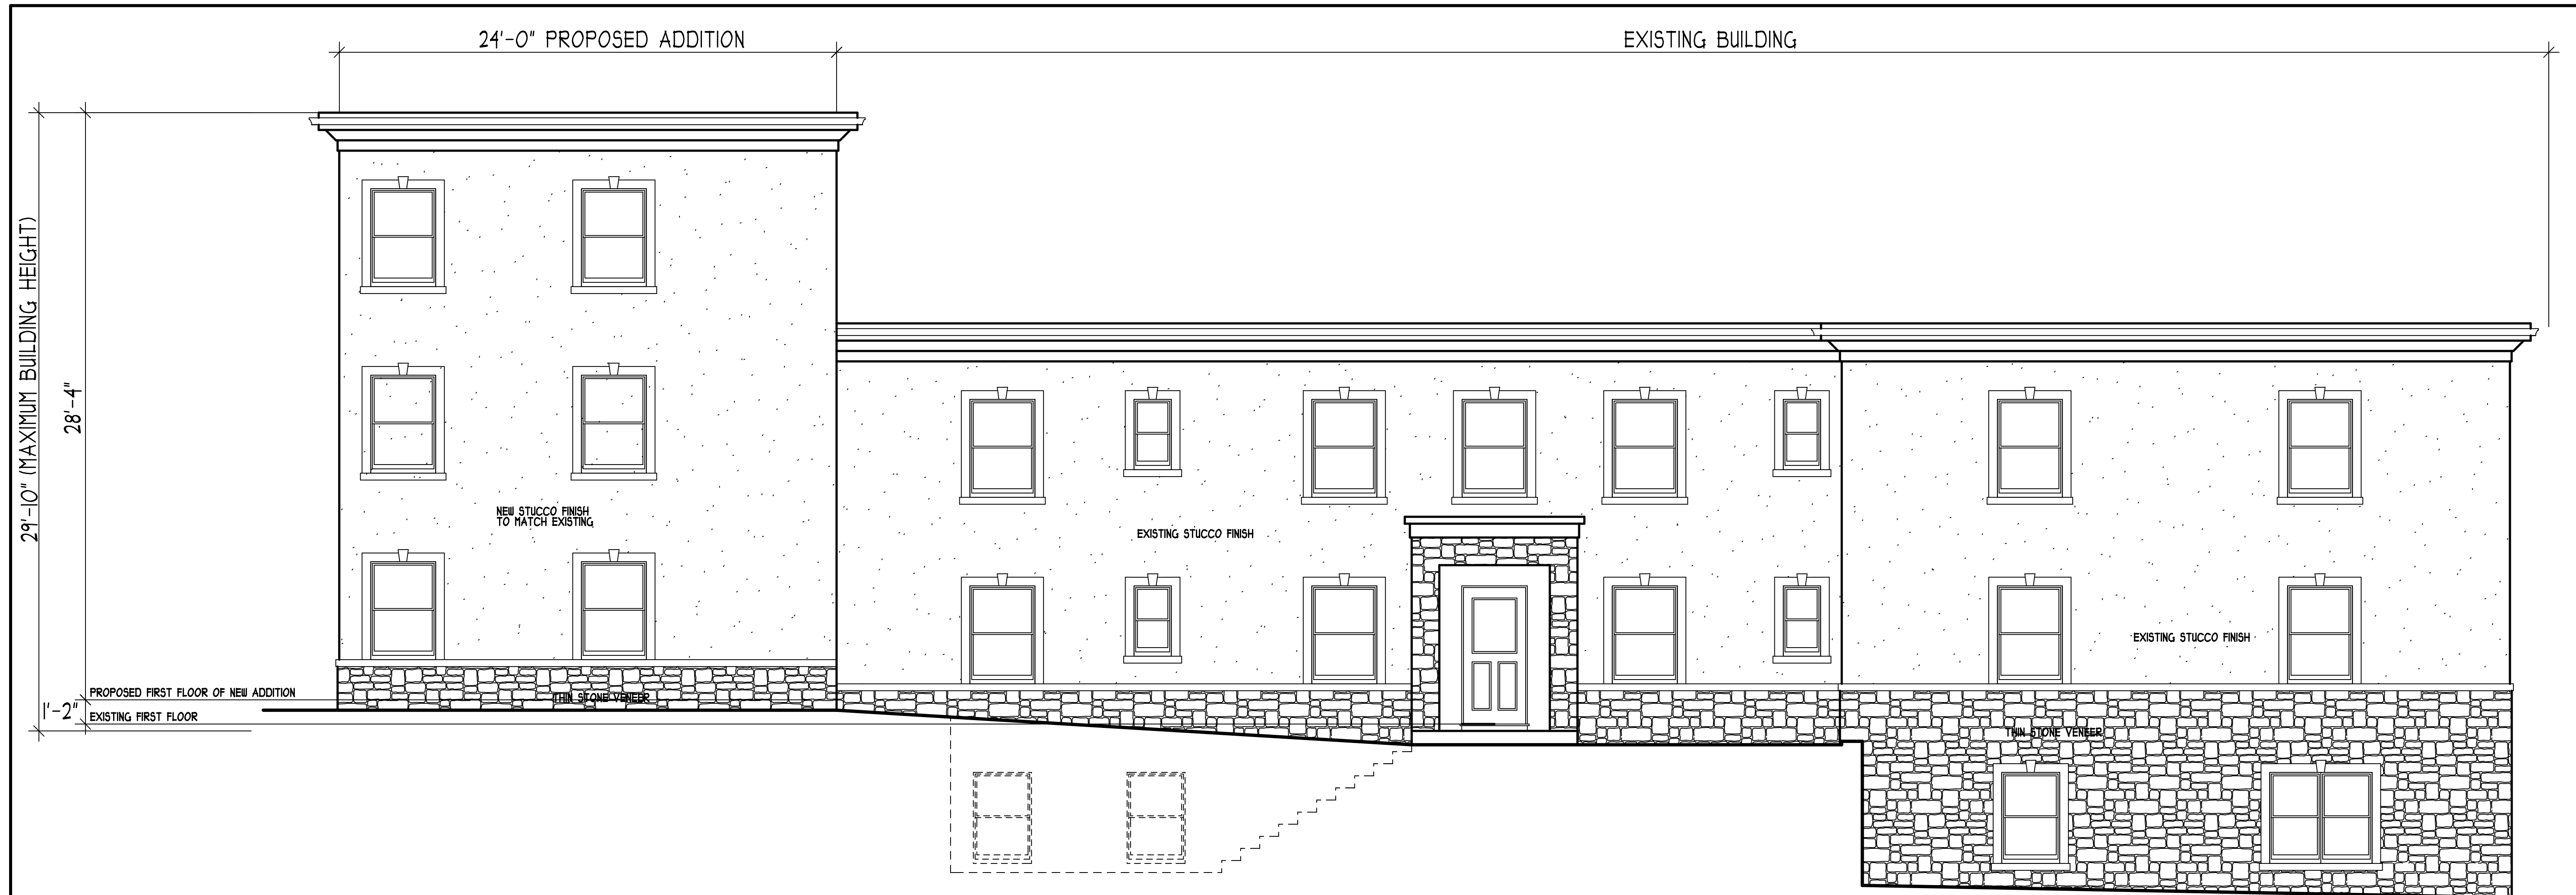 24'-0" PROPOSED ADDITION
EXISTING BUILDING
29'-10" (MAXIMUM BUILDING HEIGHT)
28'-4"
NEW STUCCO FINISH
TO MATCH EXISTING
EXISTING STUCCO FINISH
EXISTING STUCCO FINISH
PROPOSED FIRST FLOOR OF NEW ADDITION
THIN STONE VENEER
1'-2"
EXISTING FIRST FLOOR
THIN STONE VENEER